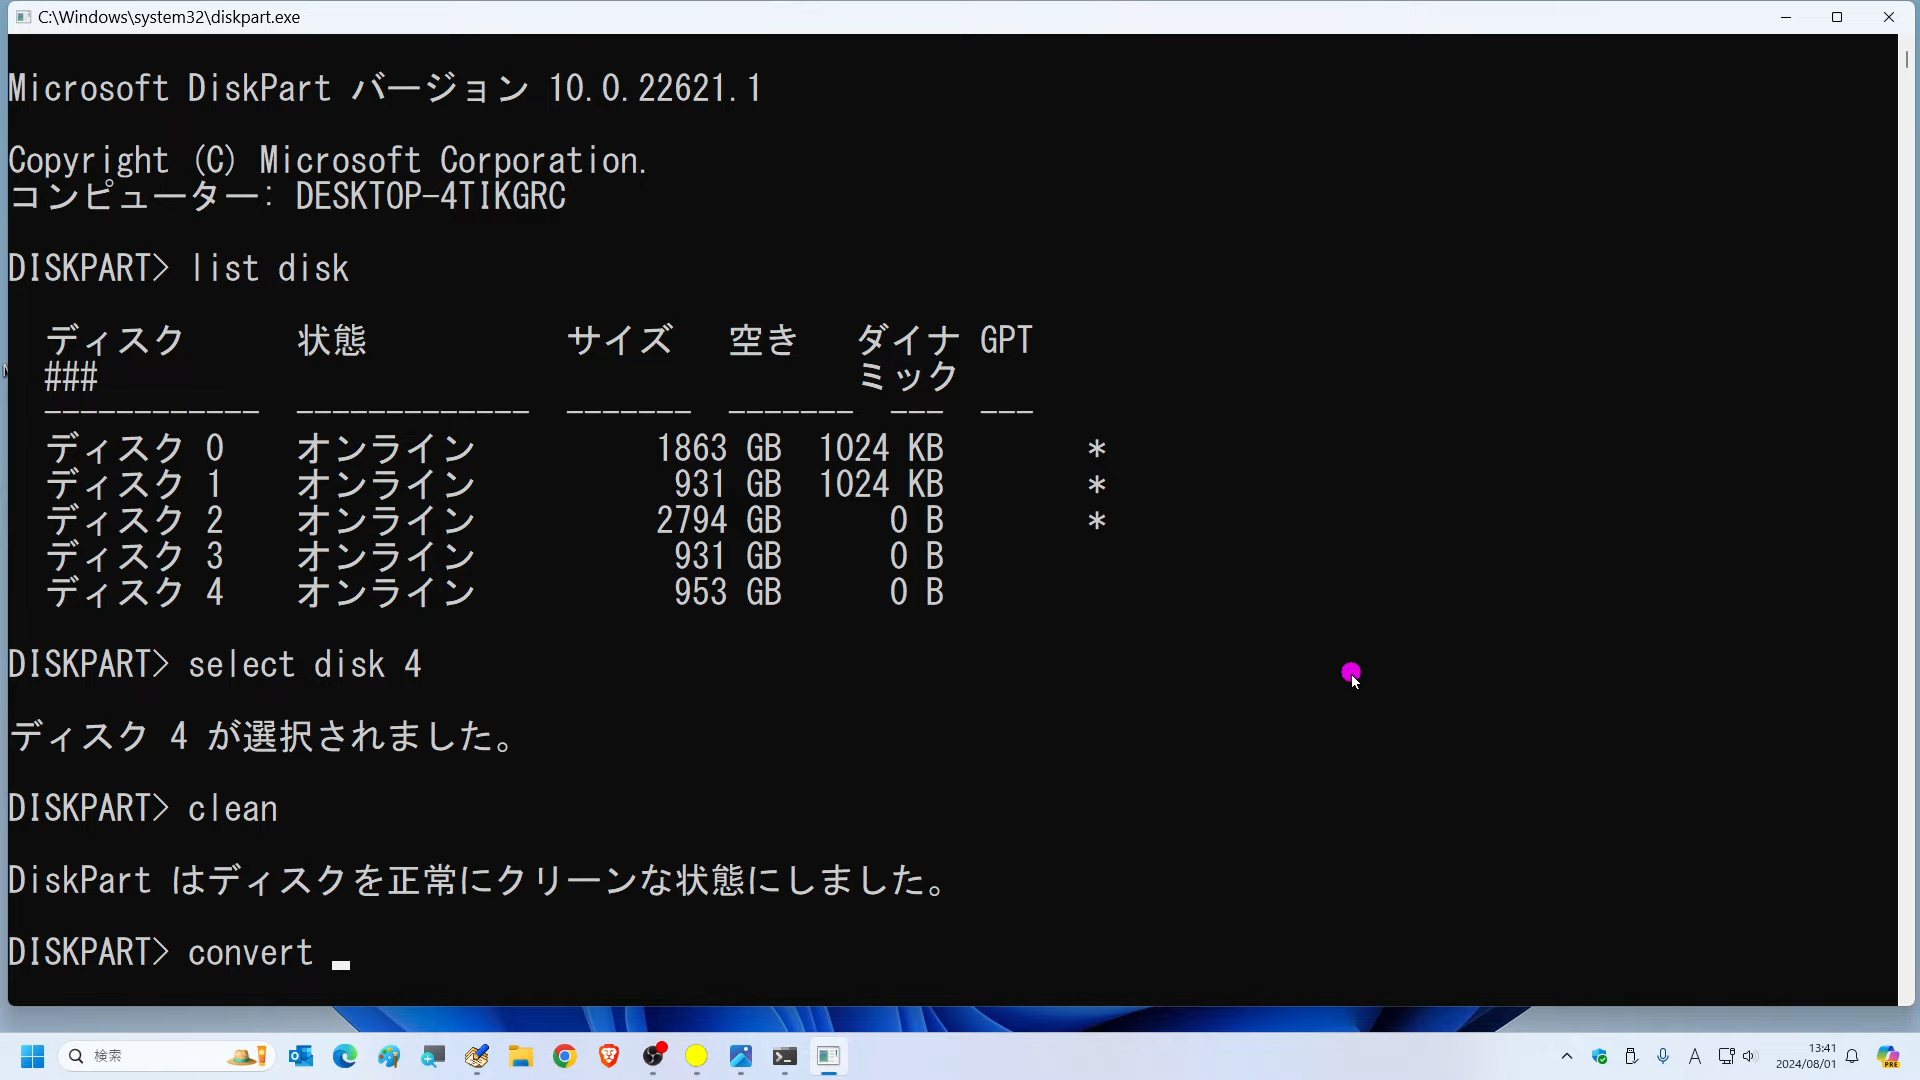 C:\Windows\system32\diskpart.exe
Microsoft DiskPart バージョン 10.0.22621.1
Copyright (C) Microsoft Corporation.
コンピューター: DESKTOP-4TIKGRC
DISKPART> list disk
ディスク 状態 サイズ 空き ダイナ GPT
### ミック
------------ ------------- ------- ------- --- ---
ディスク 0 オンライン 1863 GB 1024 KB *
ディスク 1 オンライン 931 GB 1024 KB *
ディスク 2 オンライン 2794 GB 0 B *
ディスク 3 オンライン 931 GB 0 B
ディスク 4 オンライン 953 GB 0 B
DISKPART> select disk 4
ディスク 4 が選択されました。
DISKPART> clean
DiskPart はディスクを正常にクリーンな状態にしました。
DISKPART> convert
検索
A
13:41
2024/08/01
PRE